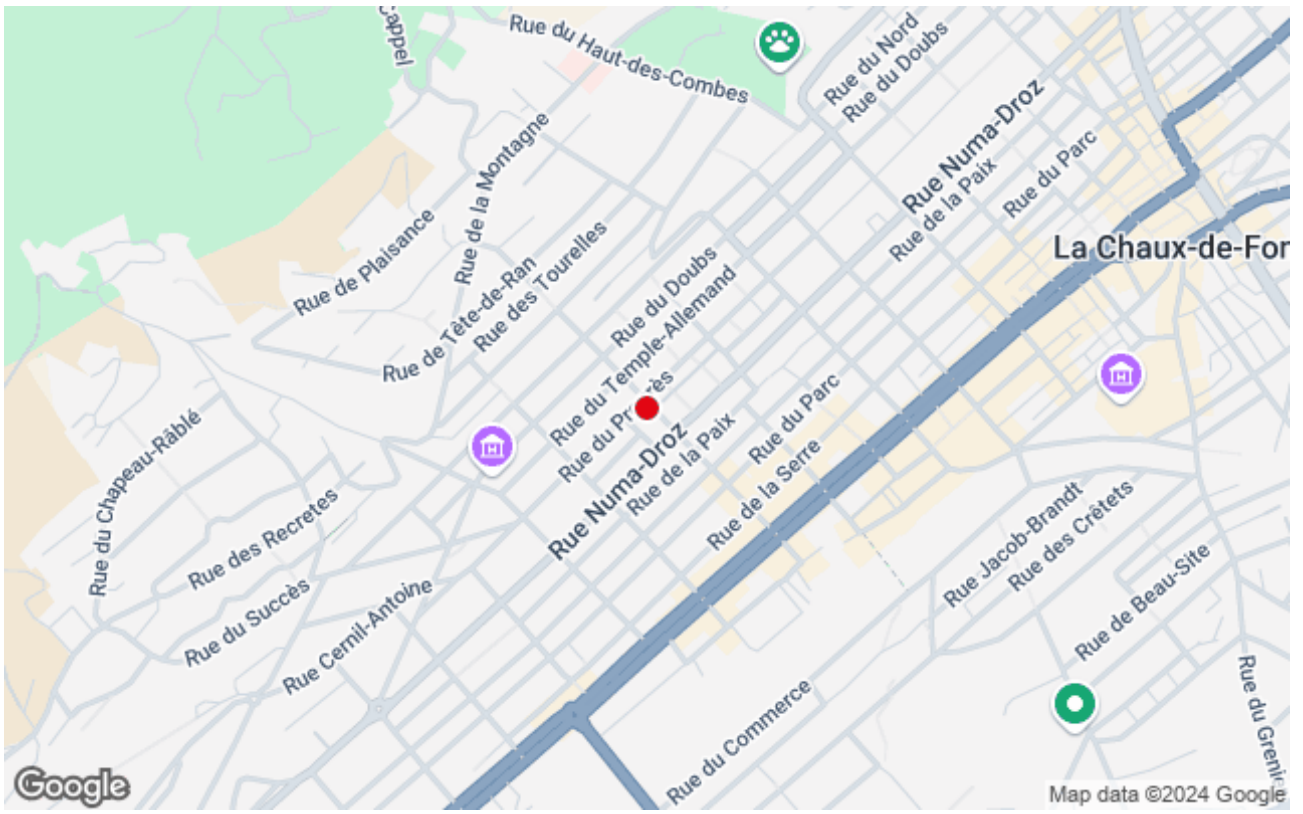 Cappel
Rue du Haut-des-Combes
Rue du Nord
Rue du Doubs
Rue Numa-Droz
Rue de la Paix
Rue du Parc
Rue de la Montagne
Rue de Plaisance
Rue de Tête-de-Ran
Rue des Tourelles
La Chaux-de-For
Rue du Doubs
Rue du Temple-Allemand
Rue Numa-Droz
Rue de la Paix
Rue du Parc
Rue de la Serre
Rue du Chapeau-Râblé
Rue des Recretes
Rue du Succès
Rue Cernil-Antoine
Rue Jacob-Brandt
Rue des Crêtets
Rue de Beau-Site
Rue du Commerce
Rue du Grenie
Google
Map data ©2024 Google